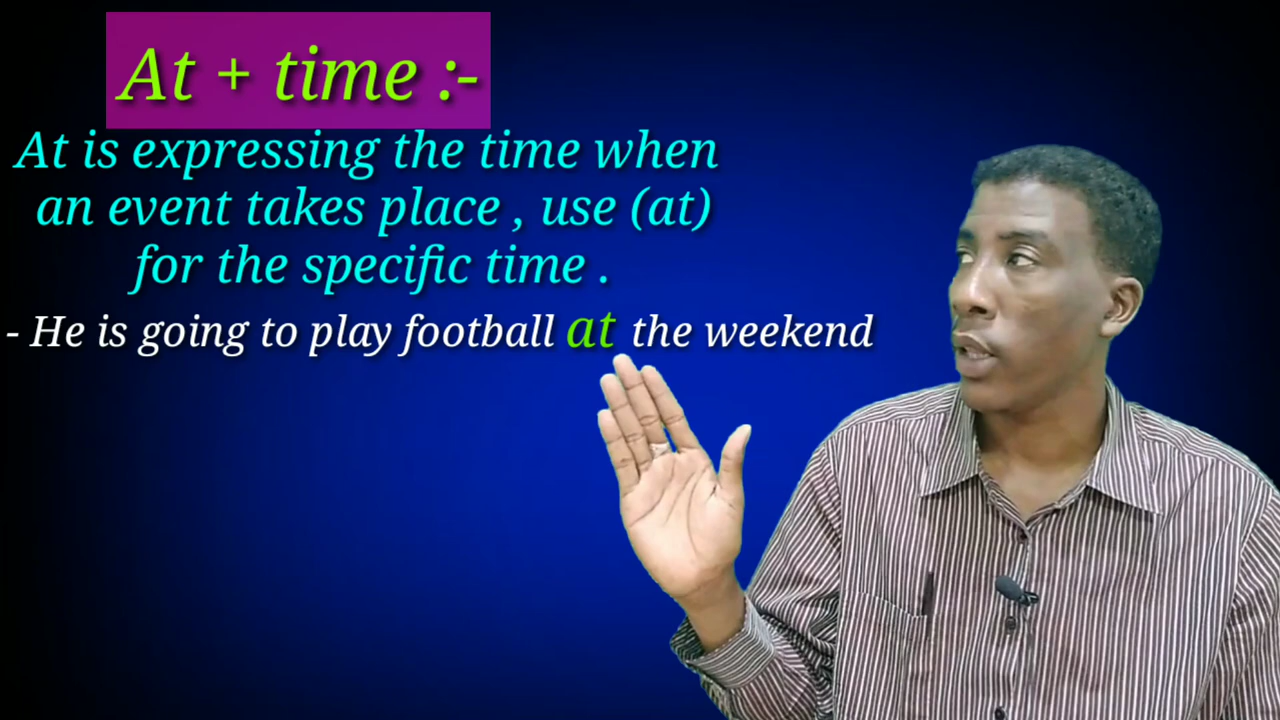 At + time :-
At is expressing the time when
an event takes place , use (at)
for the specific time .
- He is going to play football at the weekend